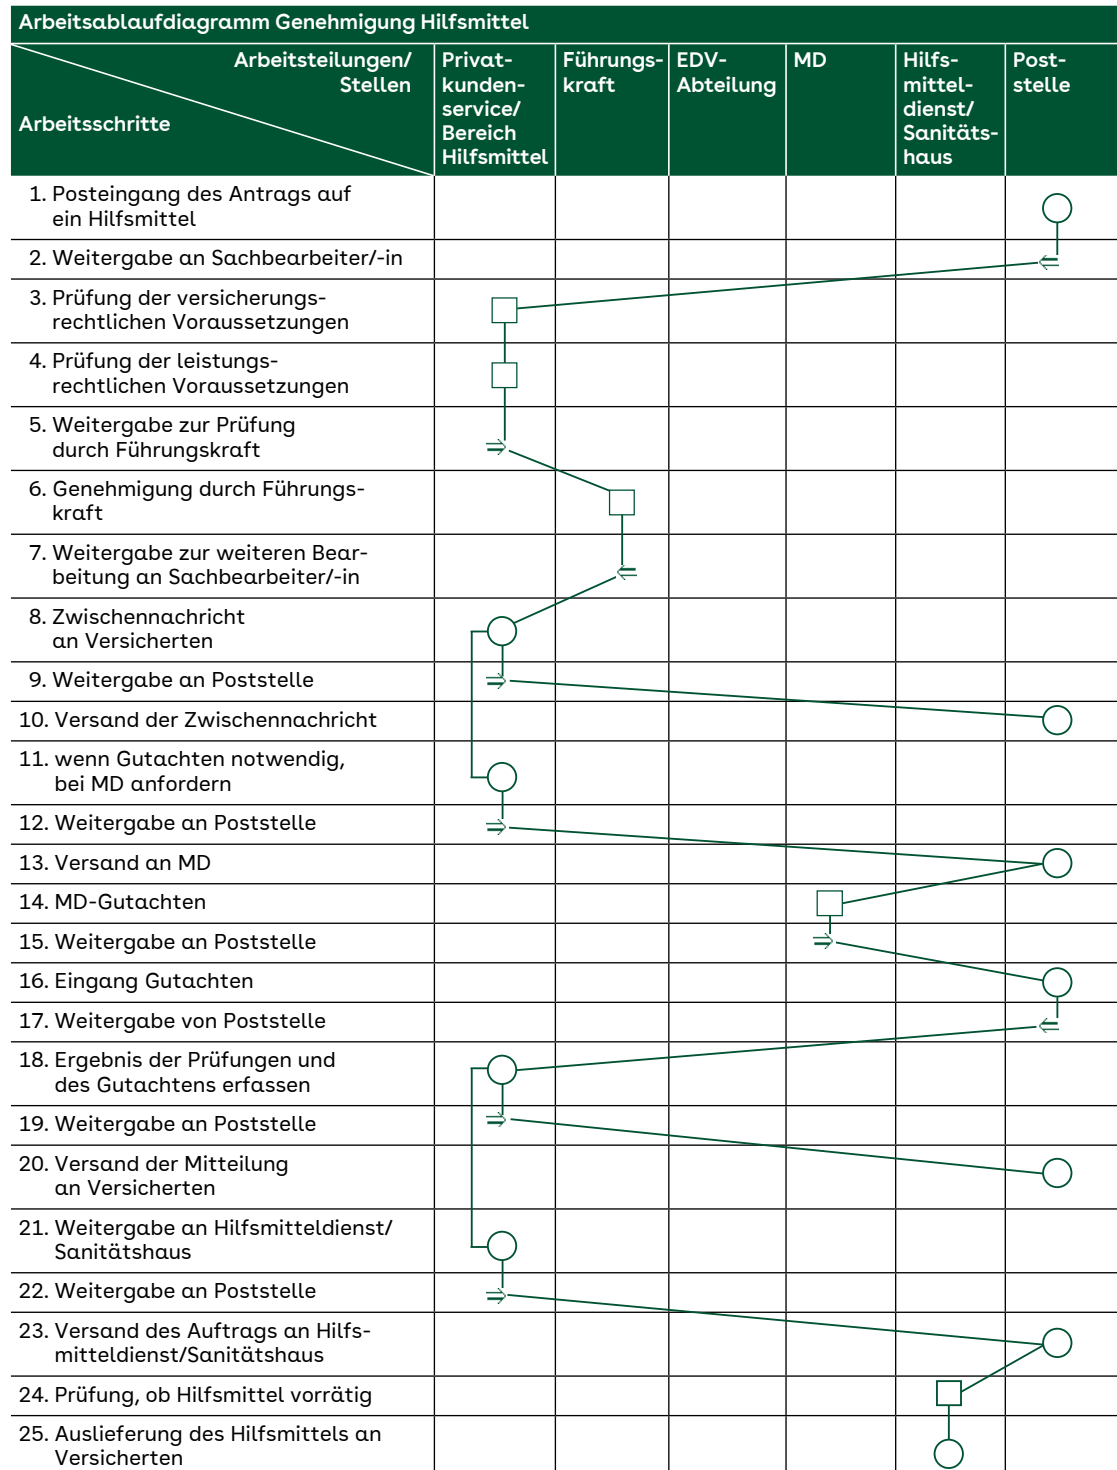 Arbeitsablaufdiagramm Genehmigung Hilfsmittel
Arbeitsteilungen/
Stellen
Arbeitsschritte
Privat-
kunden-
service/
Bereich
Hilfsmittel
Führungs-
kraft
EDV-
Abteilung
MD
Hilfs-
mittel-
dienst/
Sanitäts-
haus
Post-
stelle
1. Posteingang des Antrags auf
ein Hilfsmittel
2. Weitergabe an Sachbearbeiter/-in
3. Prüfung der versicherungs-
rechtlichen Voraussetzungen
4. Prüfung der leistungs-
rechtlichen Voraussetzungen
5. Weitergabe zur Prüfung
durch Führungskraft
6. Genehmigung durch Führungs-
kraft
7. Weitergabe zur weiteren Bear-
beitung an Sachbearbeiter/-in
8. Zwischennachricht
an Versicherten
9. Weitergabe an Poststelle
10. Versand der Zwischennachricht
11. wenn Gutachten notwendig,
bei MD anfordern
12. Weitergabe an Poststelle
13. Versand an MD
14. MD-Gutachten
15. Weitergabe an Poststelle
16. Eingang Gutachten
17. Weitergabe von Poststelle
18. Ergebnis der Prüfungen und
des Gutachtens erfassen
19. Weitergabe an Poststelle
20. Versand der Mitteilung
an Versicherten
21. Weitergabe an Hilfsmitteldienst/
Sanitätshaus
22. Weitergabe an Poststelle
23. Versand des Auftrags an Hilfs-
mitteldienst/Sanitätshaus
24. Prüfung, ob Hilfsmittel vorrätig
25. Auslieferung des Hilfsmittels an
Versicherten